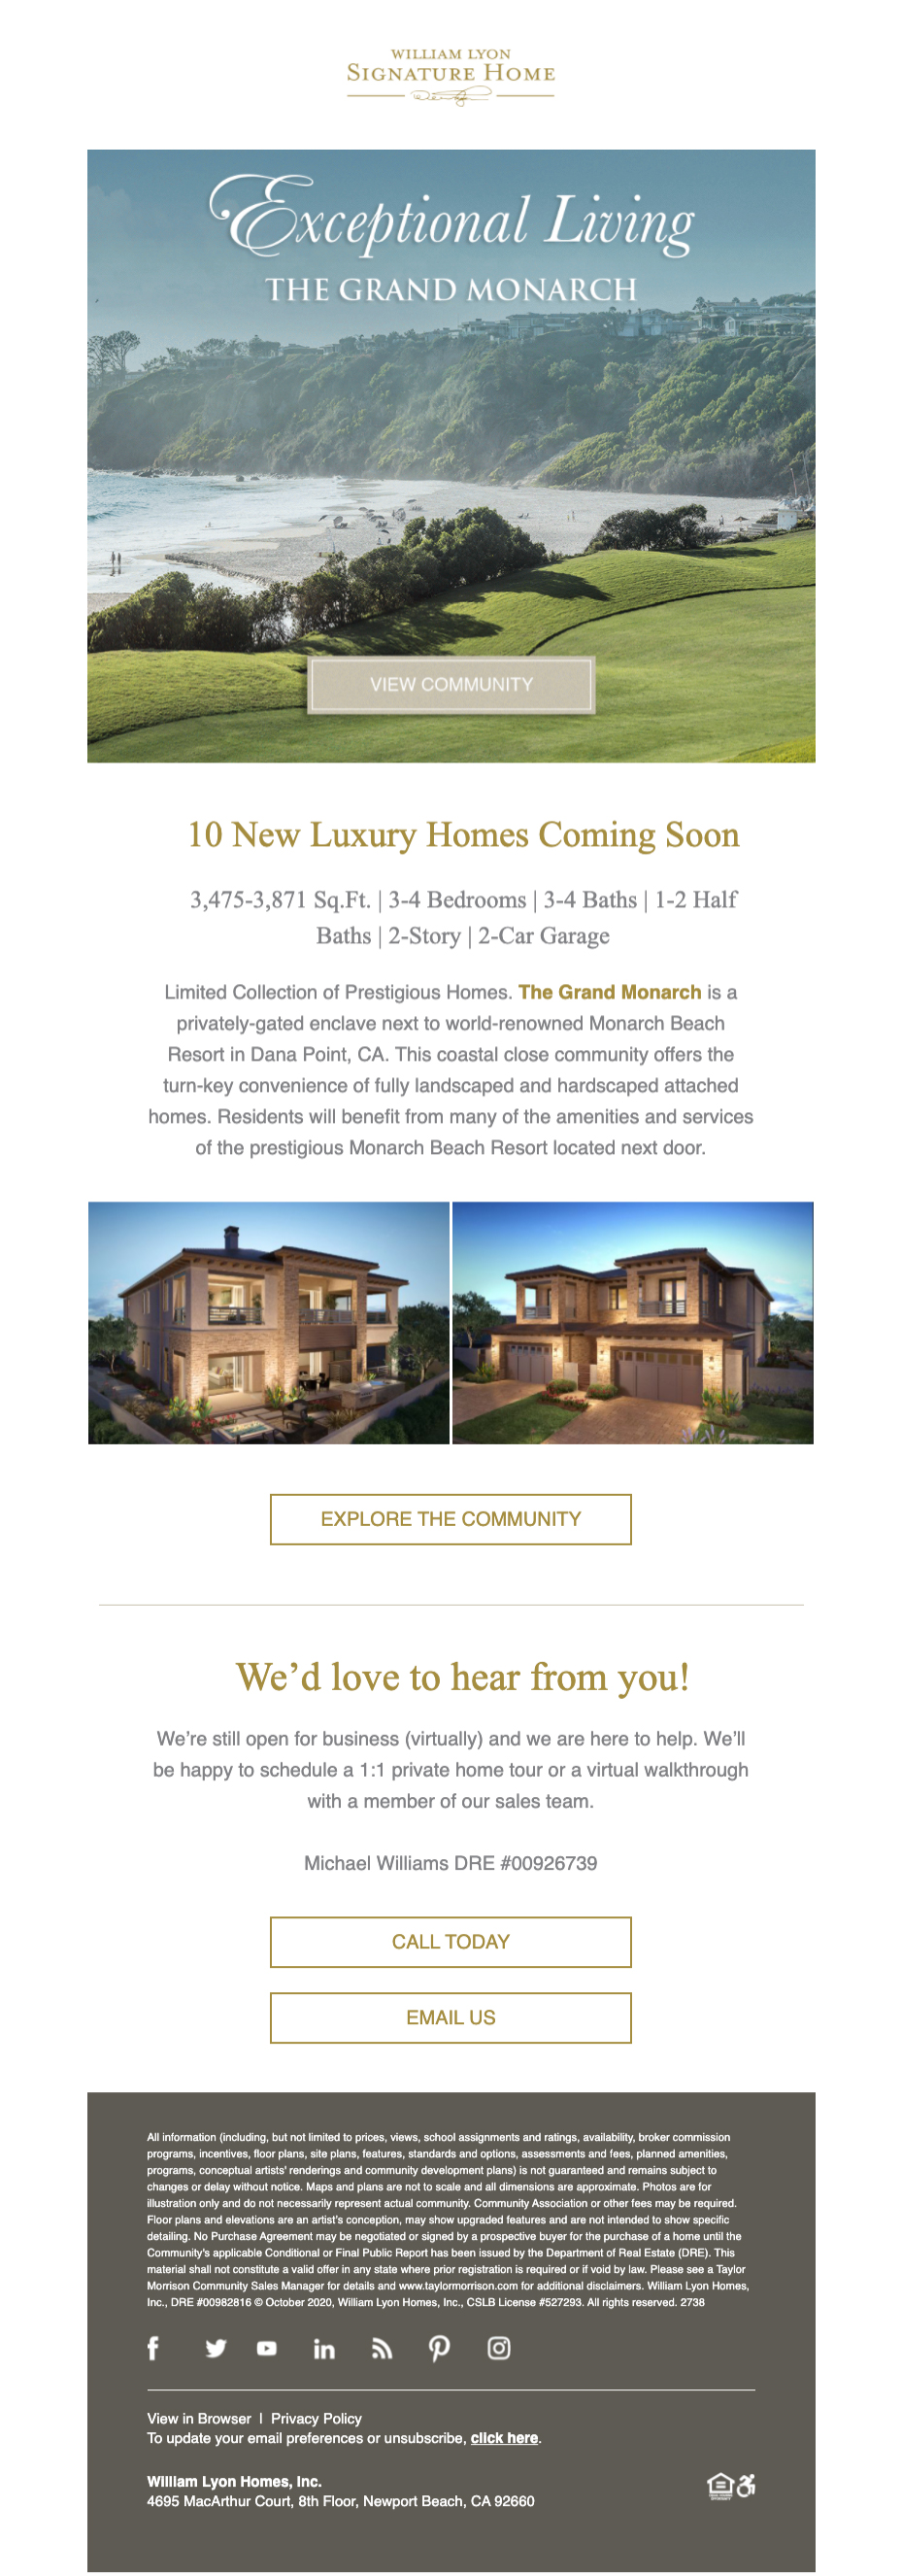 WILLIAM LYON
SIGNATURE HOME
Exceptional Living
THE GRAND MONARCH
VIEW COMMUNITY
10 New Luxury Homes Coming Soon
3,475-3,871 Sq.Ft. | 3-4 Bedrooms | 3-4 Baths | 1-2 Half
Baths | 2-Story | 2-Car Garage
Limited Collection of Prestigious Homes. The Grand Monarch is a
privately-gated enclave next to world-renowned Monarch Beach
Resort in Dana Point, CA. This coastal close community offers the
turn-key convenience of fully landscaped and hardscaped attached
homes. Residents will benefit from many of the amenities and services
of the prestigious Monarch Beach Resort located next door.
EXPLORE THE COMMUNITY
We’d love to hear from you!
We’re still open for business (virtually) and we are here to help. We’ll
be happy to schedule a 1:1 private home tour or a virtual walkthrough
with a member of our sales team.
Michael Williams DRE #00926739
CALL TODAY
EMAIL US
All information (including, but not limited to prices, views, school assignments and ratings, availability, broker commission
programs, incentives, floor plans, site plans, features, standards and options, assessments and fees, planned amenities,
programs, conceptual artists' renderings and community development plans) is not guaranteed and remains subject to
changes or delay without notice. Maps and plans are not to scale and all dimensions are approximate. Photos are for
illustration only and do not necessarily represent actual community. Community Association or other fees may be required.
Floor plans and elevations are an artist's conception, may show upgraded features and are not intended to show specific
detailing. No Purchase Agreement may be negotiated or signed by a prospective buyer for the purchase of a home until the
Community's applicable Conditional or Final Public Report has been issued by the Department of Real Estate (DRE). This
material shall not constitute a valid offer in any state where prior registration is required or if void by law. Please see a Taylor
Morrison Community Sales Manager for details and www.taylormorrison.com for additional disclaimers. William Lyon Homes,
Inc., DRE #00982816 © October 2020, William Lyon Homes, Inc., CSLB License #527293. All rights reserved. 2738
View in Browser | Privacy Policy
To update your email preferences or unsubscribe, click here.
William Lyon Homes, Inc.
4695 MacArthur Court, 8th Floor, Newport Beach, CA 92660